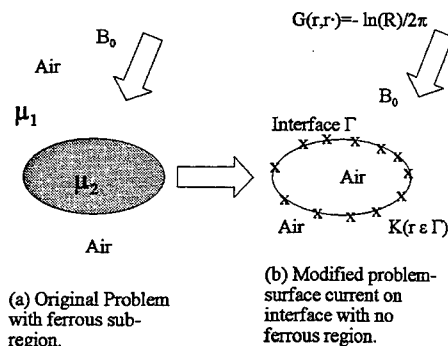 B₀
Air
μ₁
μ₂
Air
(a) Original Problem
with ferrous sub-
region.
G(r,r')=- ln(R)/2π
B₀
Interface Γ
x x x x x x x x x x x x x
Air
Air
K(r ε Γ)
(b) Modified problem-
surface current on
interface with no
ferrous region.